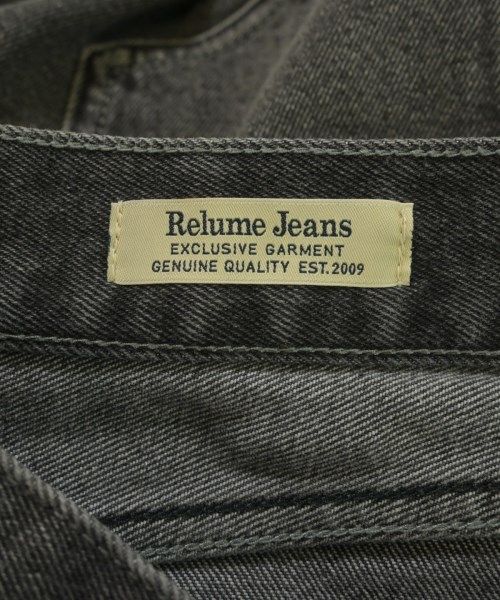 Relume Jeans
EXCLUSIVE GARMENT
GENUINE QUALITY EST. 2009